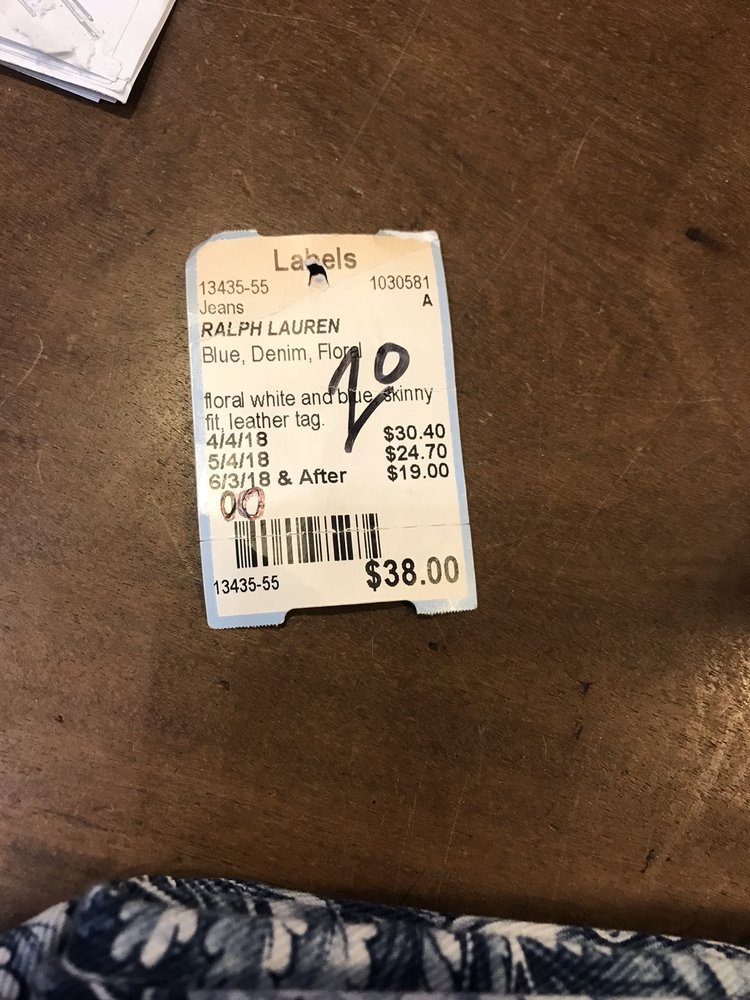 Labels
13435-55 1030581
Jeans A
RALPH LAUREN
Blue, Denim, Floral
20
floral white and blue, skinny
fit, leather tag.
4/4/18 $30.40
5/4/18 $24.70
6/3/18 & After $19.00
00
13435-55 $38.00